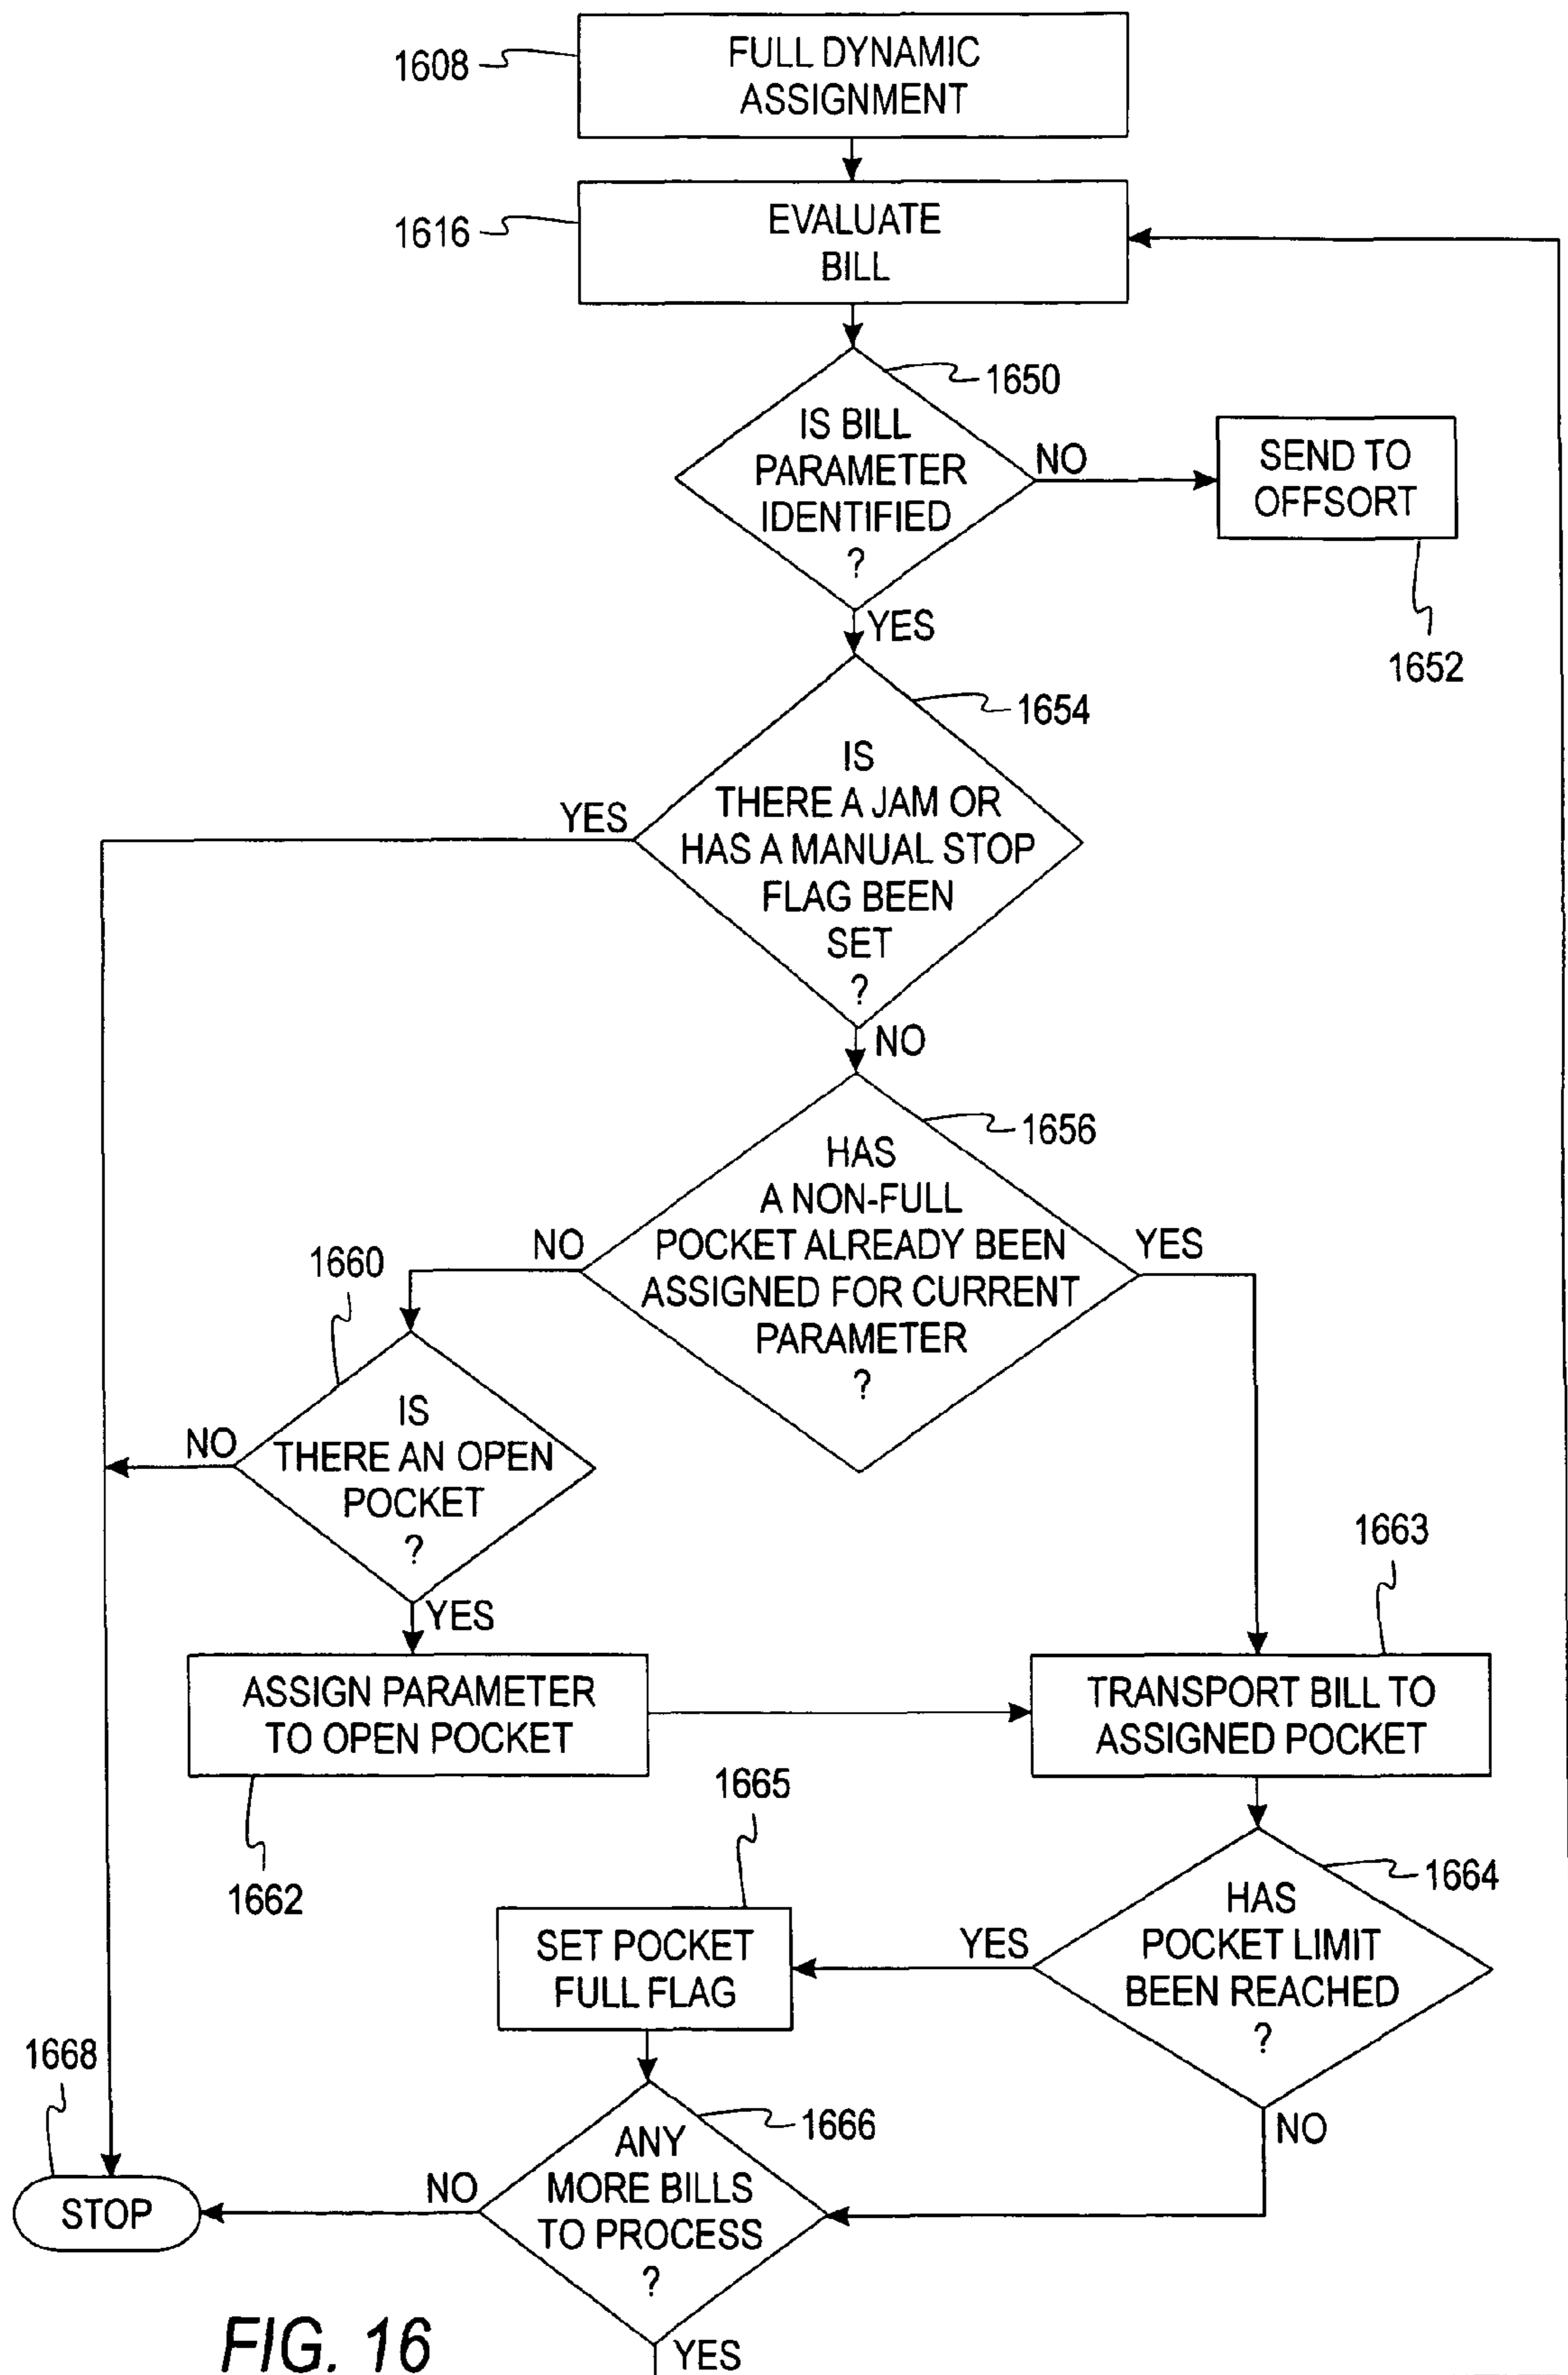 1608
FULL DYNAMIC
ASSIGNMENT
1616
EVALUATE
BILL
1650
IS BILL
PARAMETER
IDENTIFIED
?
NO
SEND TO
OFFSORT
1652
YES
1654
IS
THERE A JAM OR
HAS A MANUAL STOP
FLAG BEEN
SET
?
YES
NO
1656
HAS
A NON-FULL
POCKET ALREADY BEEN
ASSIGNED FOR CURRENT
PARAMETER
?
NO
YES
1660
IS
THERE AN OPEN
POCKET
?
NO
YES
1663
ASSIGN PARAMETER
TO OPEN POCKET
1662
TRANSPORT BILL TO
ASSIGNED POCKET
1665
1664
HAS
POCKET LIMIT
BEEN REACHED
?
YES
SET POCKET
FULL FLAG
NO
1668
STOP
1666
ANY
MORE BILLS
TO PROCESS
?
NO
YES
FIG. 16